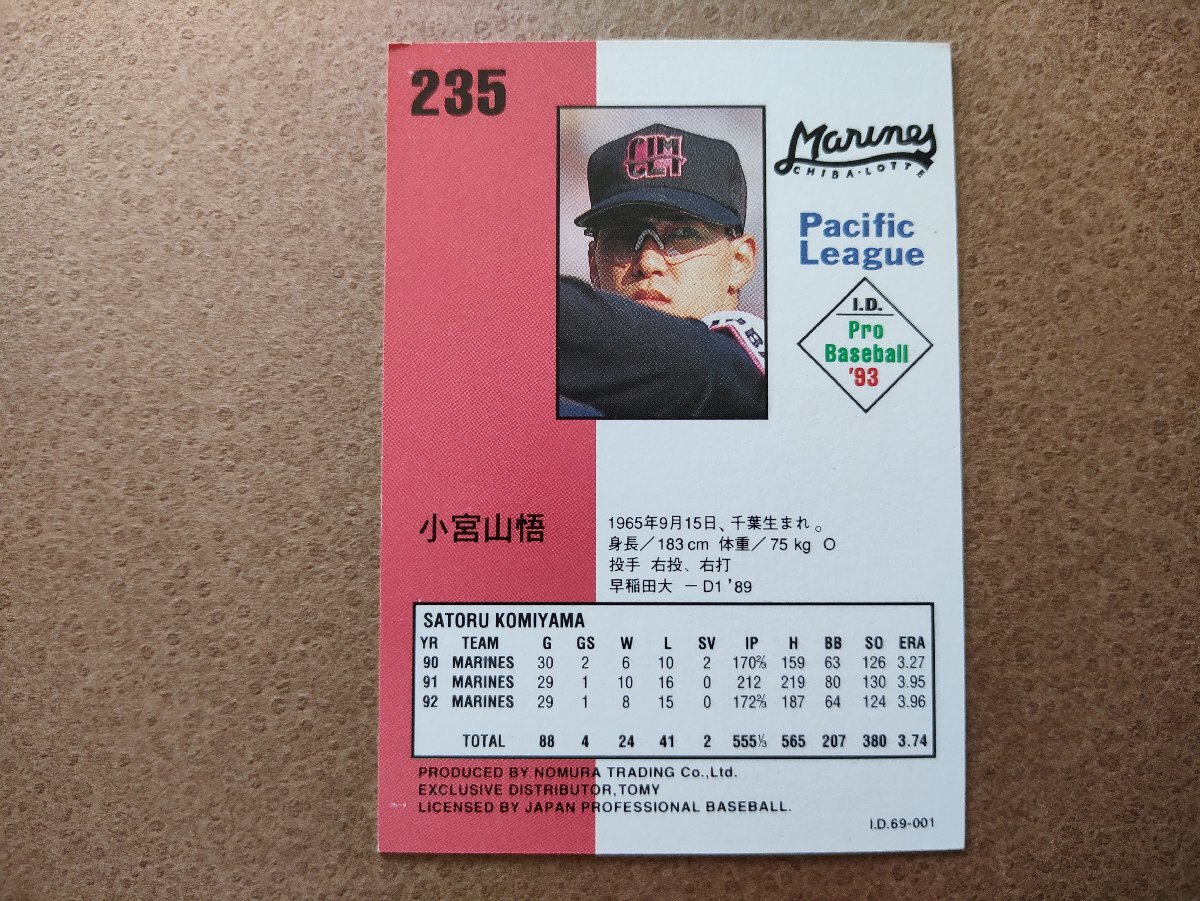 235
Marines
CHIBA·LOTTE
Pacific
League
I.D.
Pro
Baseball
'93
小宮山悟
1965年9月15日、千葉生まれ。
身長／183cm 体重／75kg O
投手 右投、右打
早稲田大 －D1 '89
SATORU KOMIYAMA
YR TEAM G GS W L SV IP H BB SO ERA
90 MARINES 30 2 6 10 2 170⅔ 159 63 126 3.27
91 MARINES 29 1 10 16 0 212 219 80 130 3.95
92 MARINES 29 1 8 15 0 172⅔ 187 64 124 3.96
TOTAL 88 4 24 41 2 555⅓ 565 207 380 3.74
PRODUCED BY NOMURA TRADING Co.,Ltd.
EXCLUSIVE DISTRIBUTOR,TOMY
LICENSED BY JAPAN PROFESSIONAL BASEBALL.
I.D.69-001